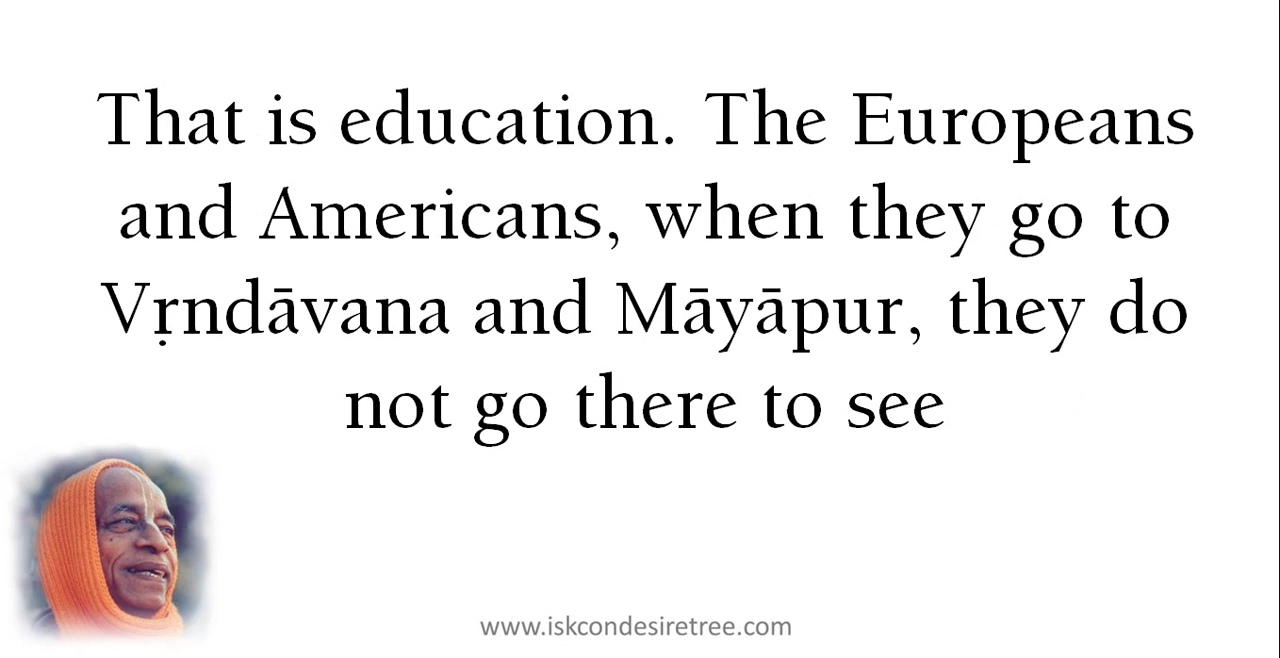 That is education. The Europeans
and Americans, when they go to
Vṛndāvana and Māyāpur, they do
not go there to see
www.iskcondesiretree.com